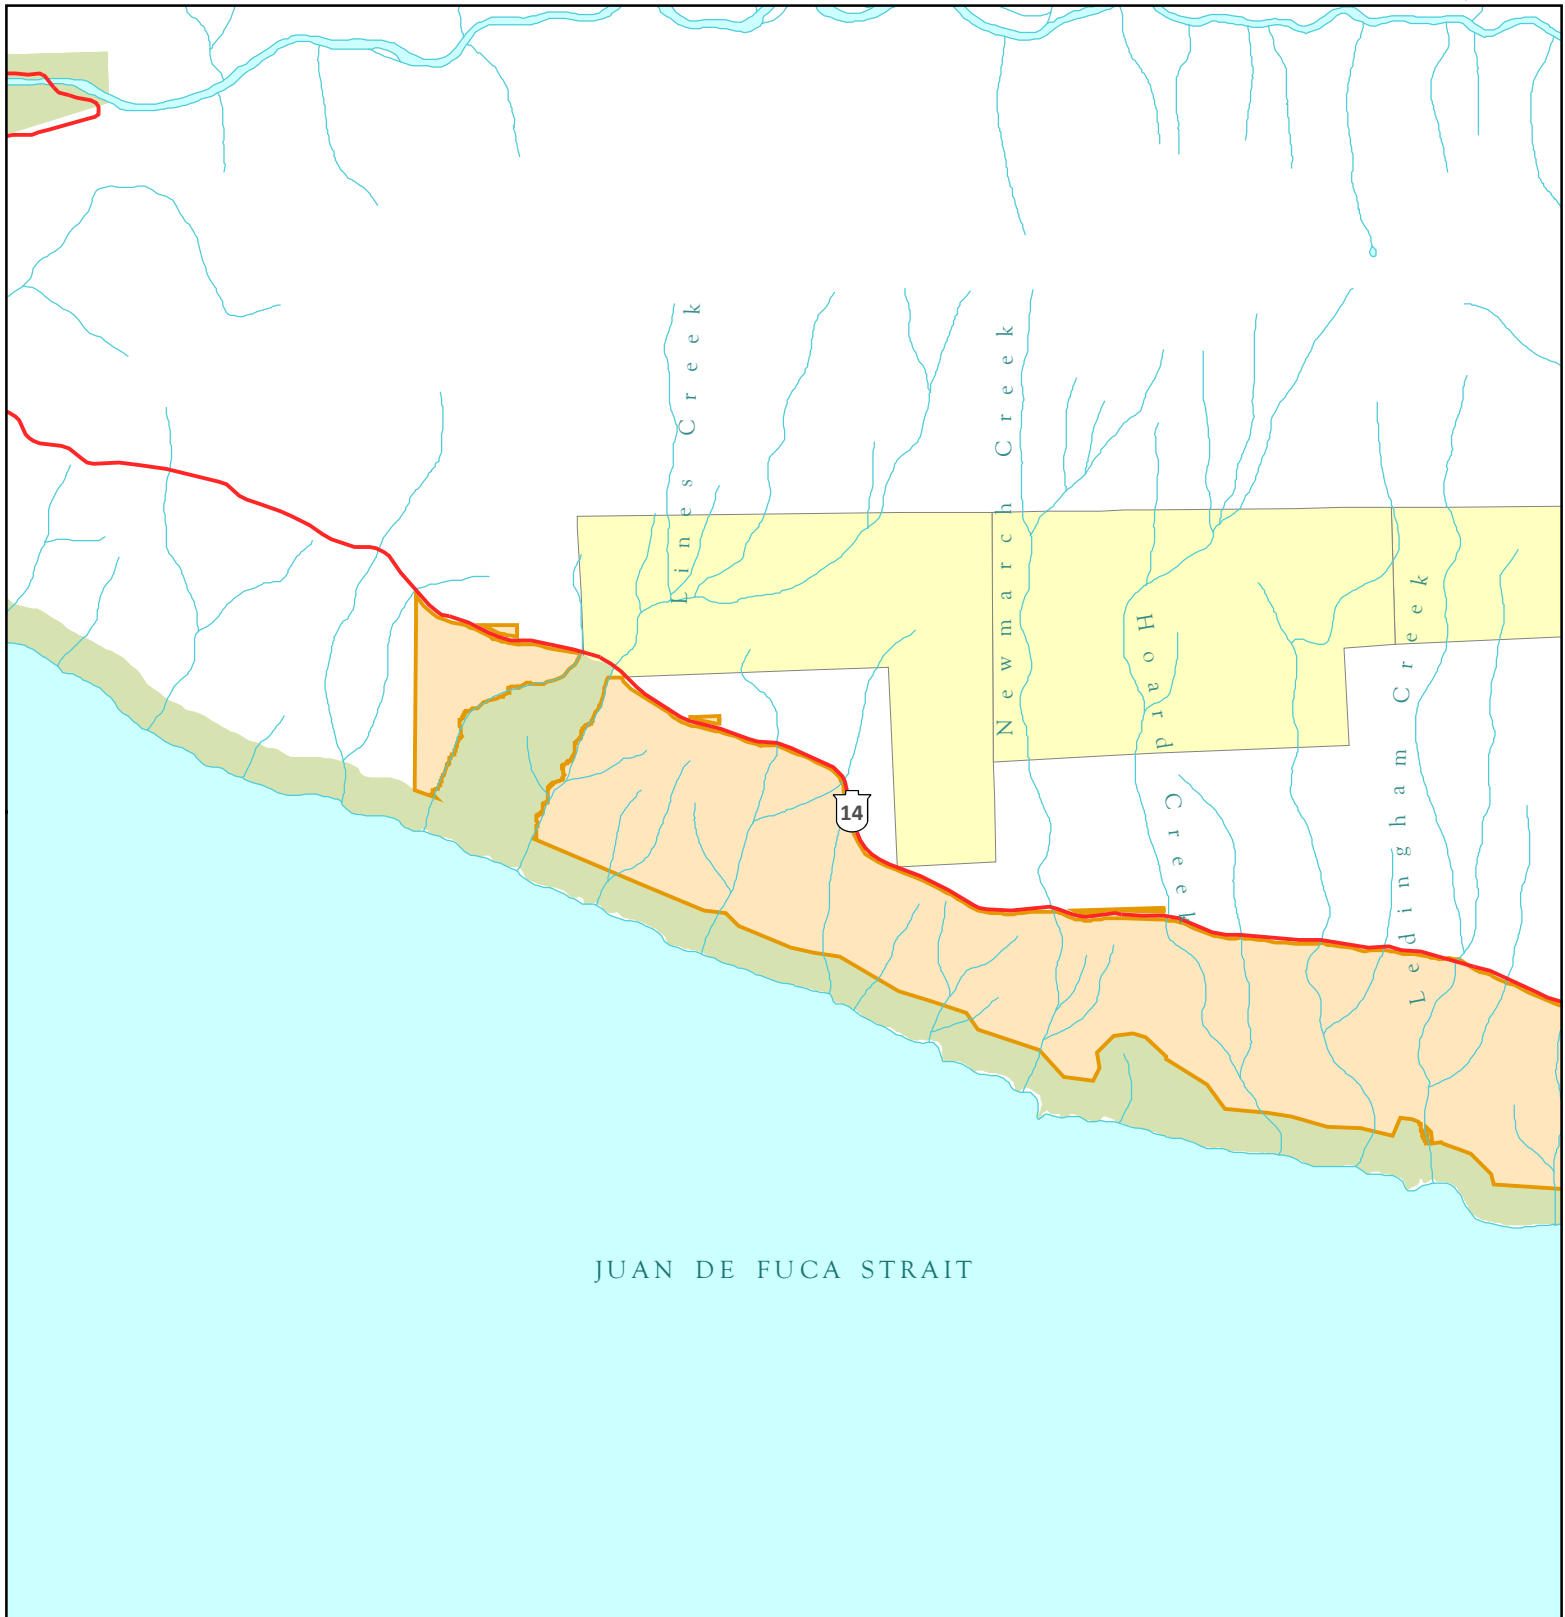 Lines Creek
Newmarch Creek
Hoard Creek
Ledingham Creek
14
JUAN DE FUCA STRAIT